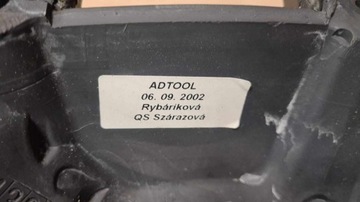 ADTOOL
06. 09. 2002
Rybáriková
QS Szárazová